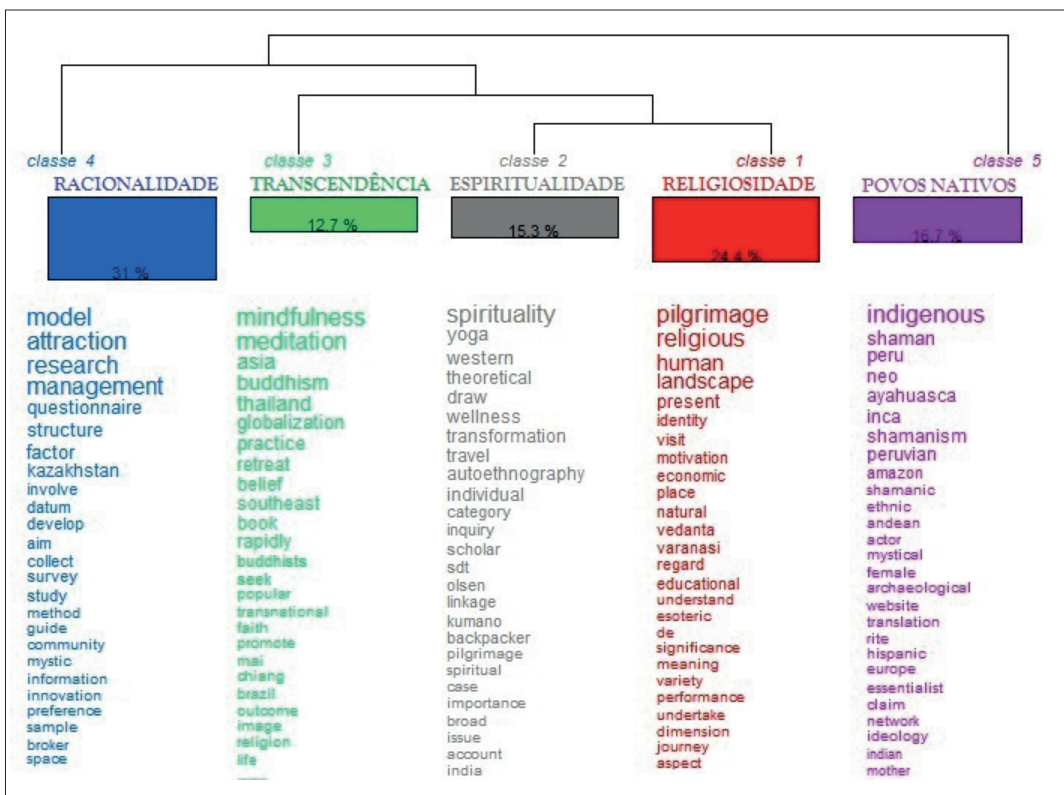 classe 4
RACIONALIDADE
31 %
model
attraction
research
management
questionnaire
structure
factor
kazakhstan
involve
datum
develop
aim
collect
survey
study
method
guide
community
mystic
information
innovation
preference
sample
broker
space
classe 3
TRANSCENDÊNCIA
12.7 %
mindfulness
meditation
asia
buddhism
thailand
globalization
practice
retreat
belief
southeast
book
rapidly
buddhists
seek
popular
transnational
faith
promote
mai
chiang
brazil
outcome
image
religion
life
classe 2
ESPIRITUALIDADE
15.3 %
spirituality
yoga
western
theoretical
draw
wellness
transformation
travel
autoethnography
individual
category
inquiry
scholar
sdt
olsen
linkage
kumano
backpacker
pilgrimage
spiritual
case
importance
broad
issue
account
india
classe 1
RELIGIOSIDADE
24.4 %
pilgrimage
religious
human
landscape
present
identity
visit
motivation
economic
place
natural
vedanta
varanasi
regard
educational
understand
esoteric
de
significance
meaning
variety
performance
undertake
dimension
journey
aspect
classe 5
POVOS NATIVOS
16.7 %
indigenous
shaman
peru
neo
ayahuasca
inca
shamanism
peruvian
amazon
shamanic
ethnic
andean
actor
mystical
female
archaeological
website
translation
rite
hispanic
europe
essentialist
claim
network
ideology
indian
mother